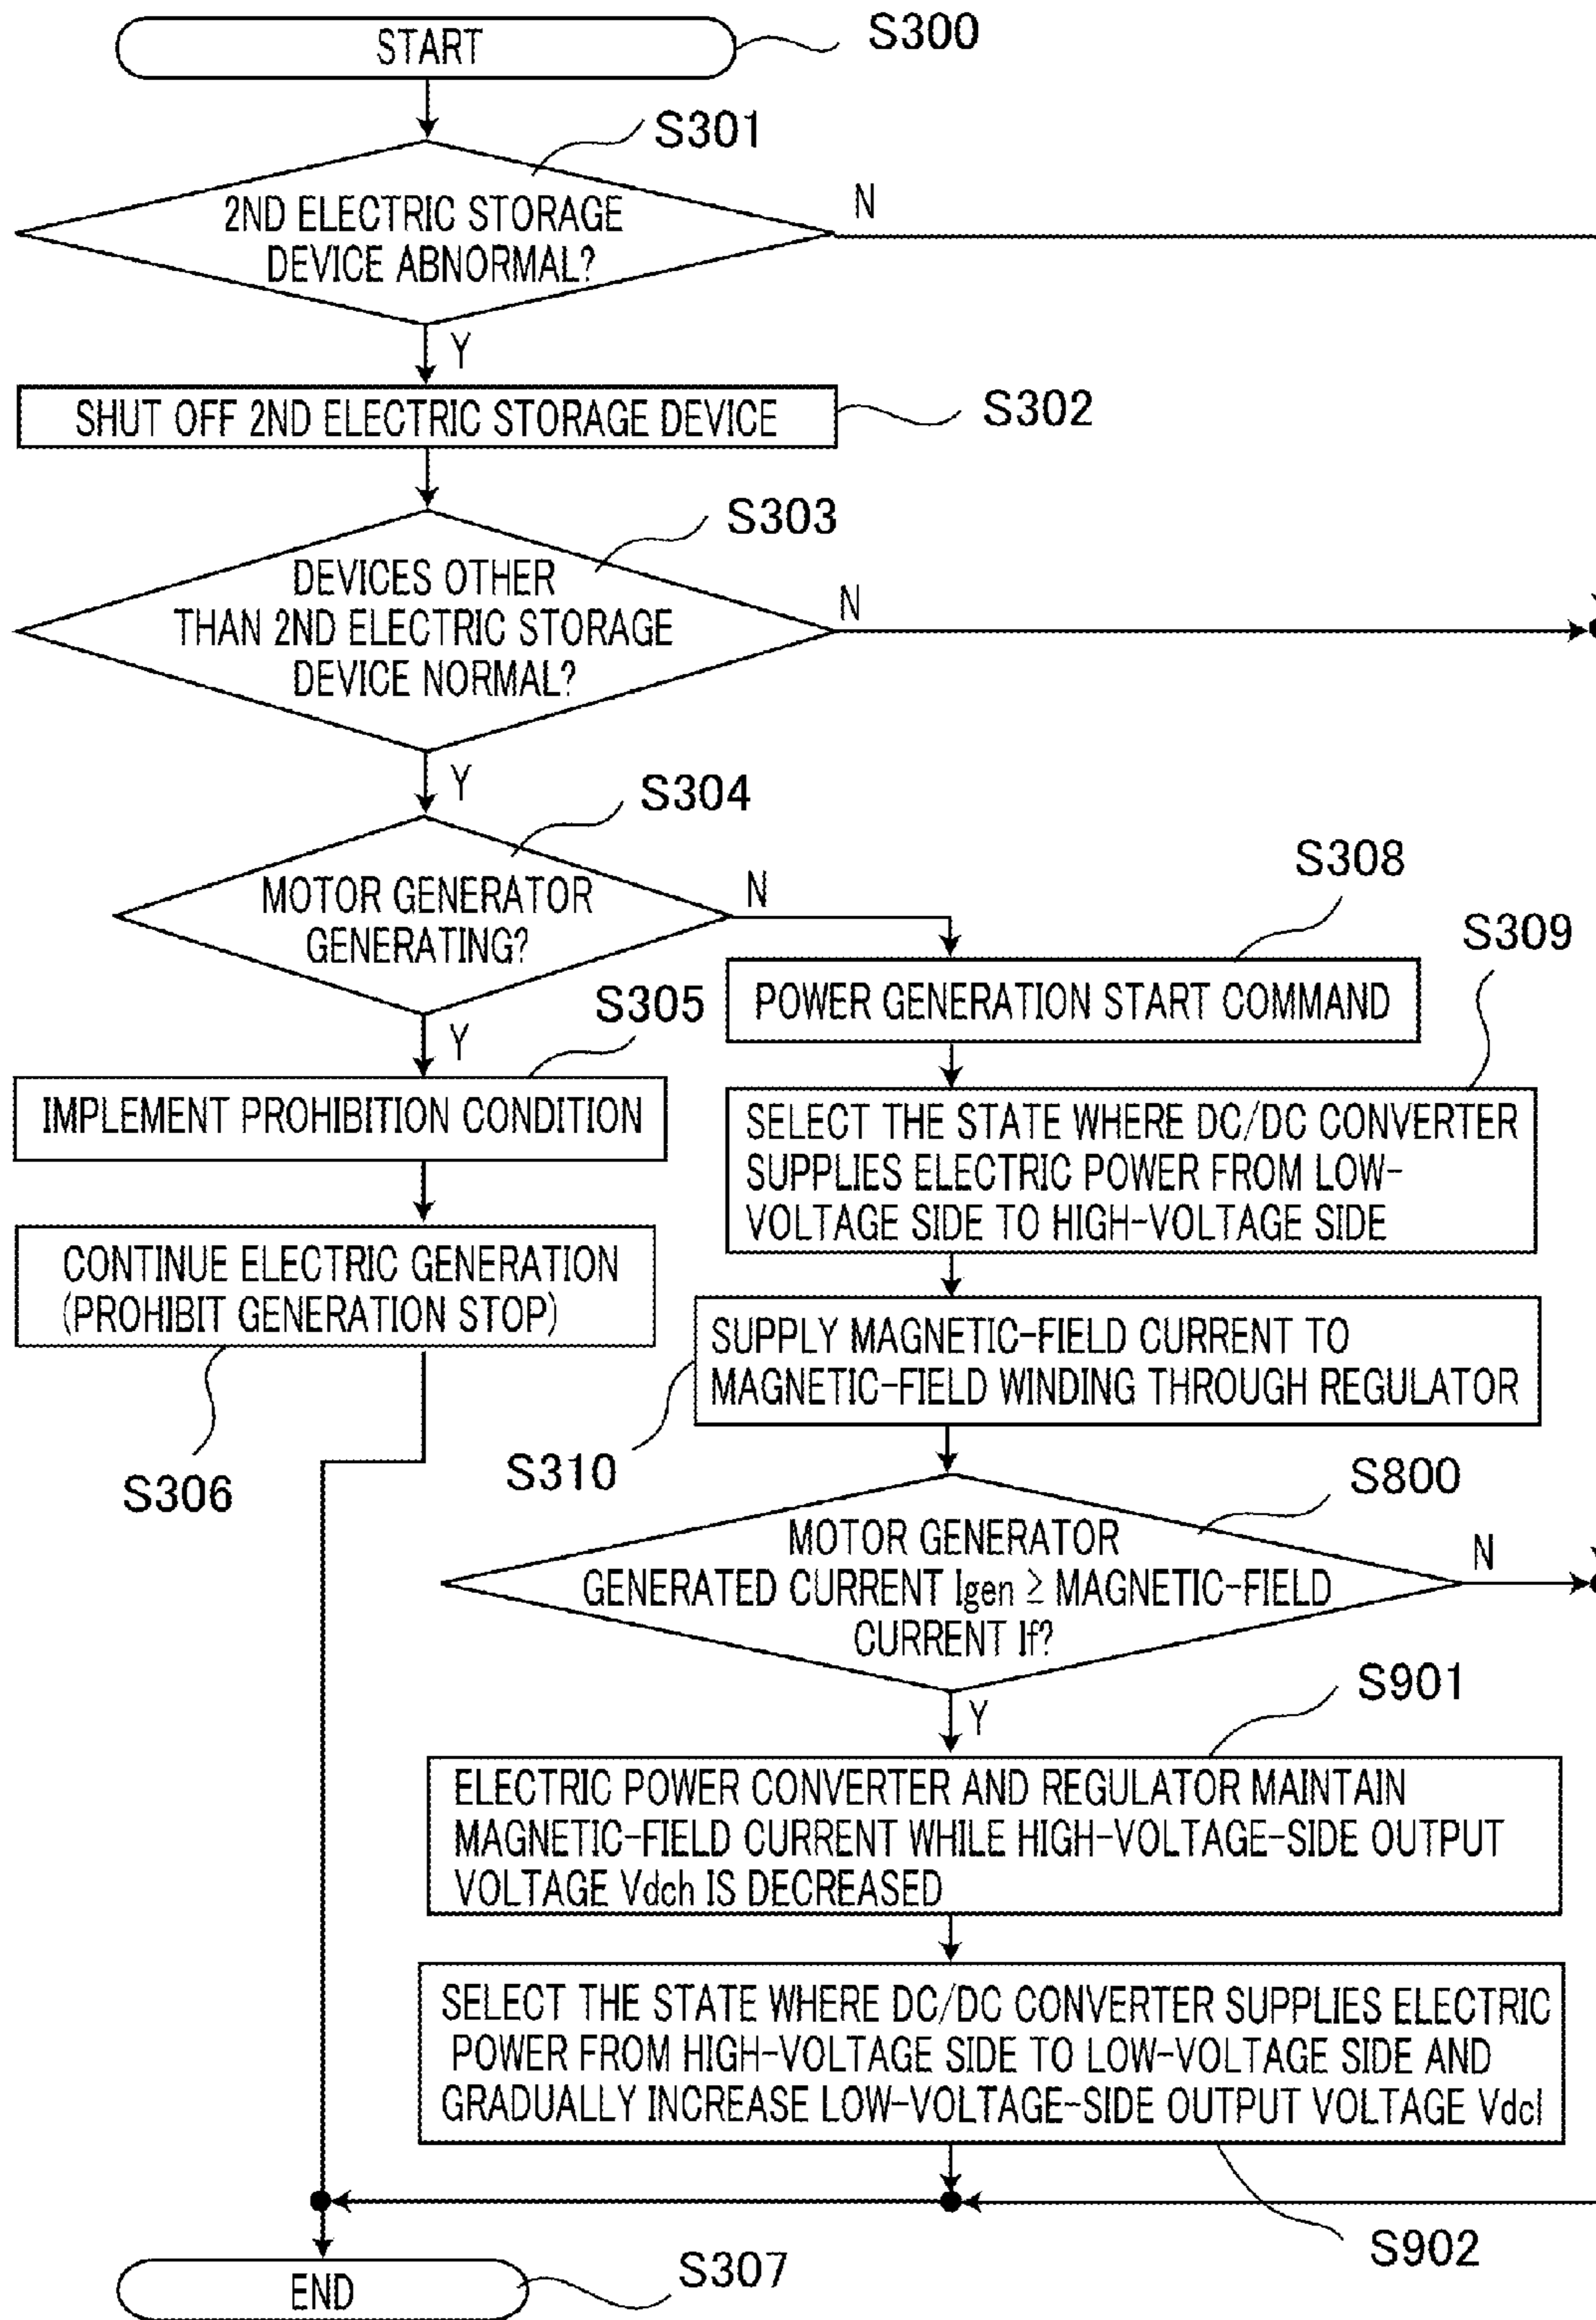 START
S300
S301
2ND ELECTRIC STORAGE
DEVICE ABNORMAL?
N
Y
SHUT OFF 2ND ELECTRIC STORAGE DEVICE
S302
S303
DEVICES OTHER
THAN 2ND ELECTRIC STORAGE
DEVICE NORMAL?
N
Y
S304
MOTOR GENERATOR
GENERATING?
N
Y
S305
IMPLEMENT PROHIBITION CONDITION
CONTINUE ELECTRIC GENERATION
(PROHIBIT GENERATION STOP)
S306
S308
POWER GENERATION START COMMAND
S309
SELECT THE STATE WHERE DC/DC CONVERTER
SUPPLIES ELECTRIC POWER FROM LOW-
VOLTAGE SIDE TO HIGH-VOLTAGE SIDE
SUPPLY MAGNETIC-FIELD CURRENT TO
MAGNETIC-FIELD WINDING THROUGH REGULATOR
S310
S800
MOTOR GENERATOR
GENERATED CURRENT Igen ≧ MAGNETIC-FIELD
CURRENT If?
N
Y
S901
ELECTRIC POWER CONVERTER AND REGULATOR MAINTAIN
MAGNETIC-FIELD CURRENT WHILE HIGH-VOLTAGE-SIDE OUTPUT
VOLTAGE Vdch IS DECREASED
SELECT THE STATE WHERE DC/DC CONVERTER SUPPLIES ELECTRIC
POWER FROM HIGH-VOLTAGE SIDE TO LOW-VOLTAGE SIDE AND
GRADUALLY INCREASE LOW-VOLTAGE-SIDE OUTPUT VOLTAGE Vdcl
S902
END
S307